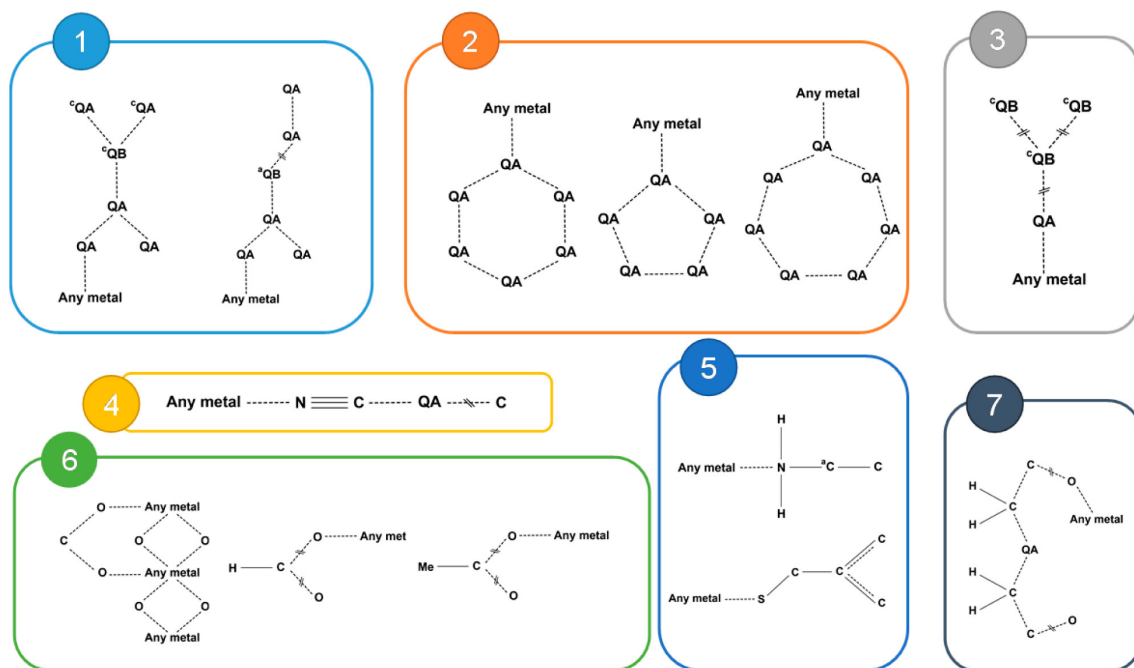 1
ᶜQA ᶜQA
ᶜQB
QA
QA QA
Any metal
QA
QA
ᵃQB
QA
QA QA
Any metal
2
Any metal
QA
QA QA
QA QA
QA
Any metal
QA
QA QA
QA QA
Any metal
QA
QA QA
QA QA
QA QA
3
ᶜQB ᶜQB
ᶜQB
QA
Any metal
4
Any metal N C QA C
5
H
Any metal N ᵃC C
H
C
C C
Any metal S C
6
O Any metal
C O O
O Any metal
O O
Any metal
O Any met
H C
O
O Any metal
Me C
O
7
C O
H
C Any metal
H
QA
H
C
H
C O